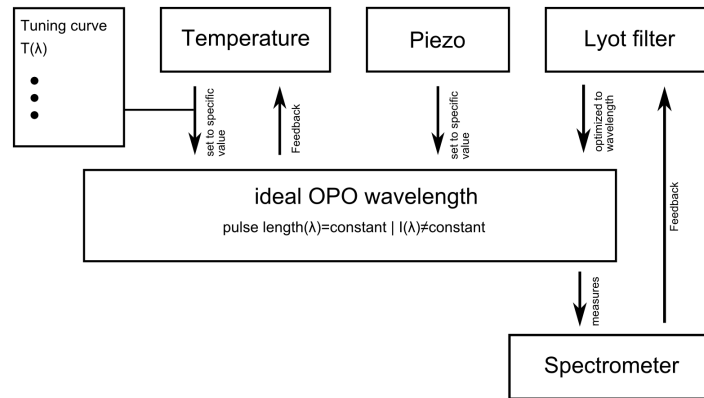 Tuning curve
T(λ)
Temperature
Piezo
Lyot filter
set to specific
value
Feedback
set to specific
value
optimized to
wavelength
Feedback
ideal OPO wavelength
pulse length(λ)=constant | I(λ)≠constant
measures
Spectrometer